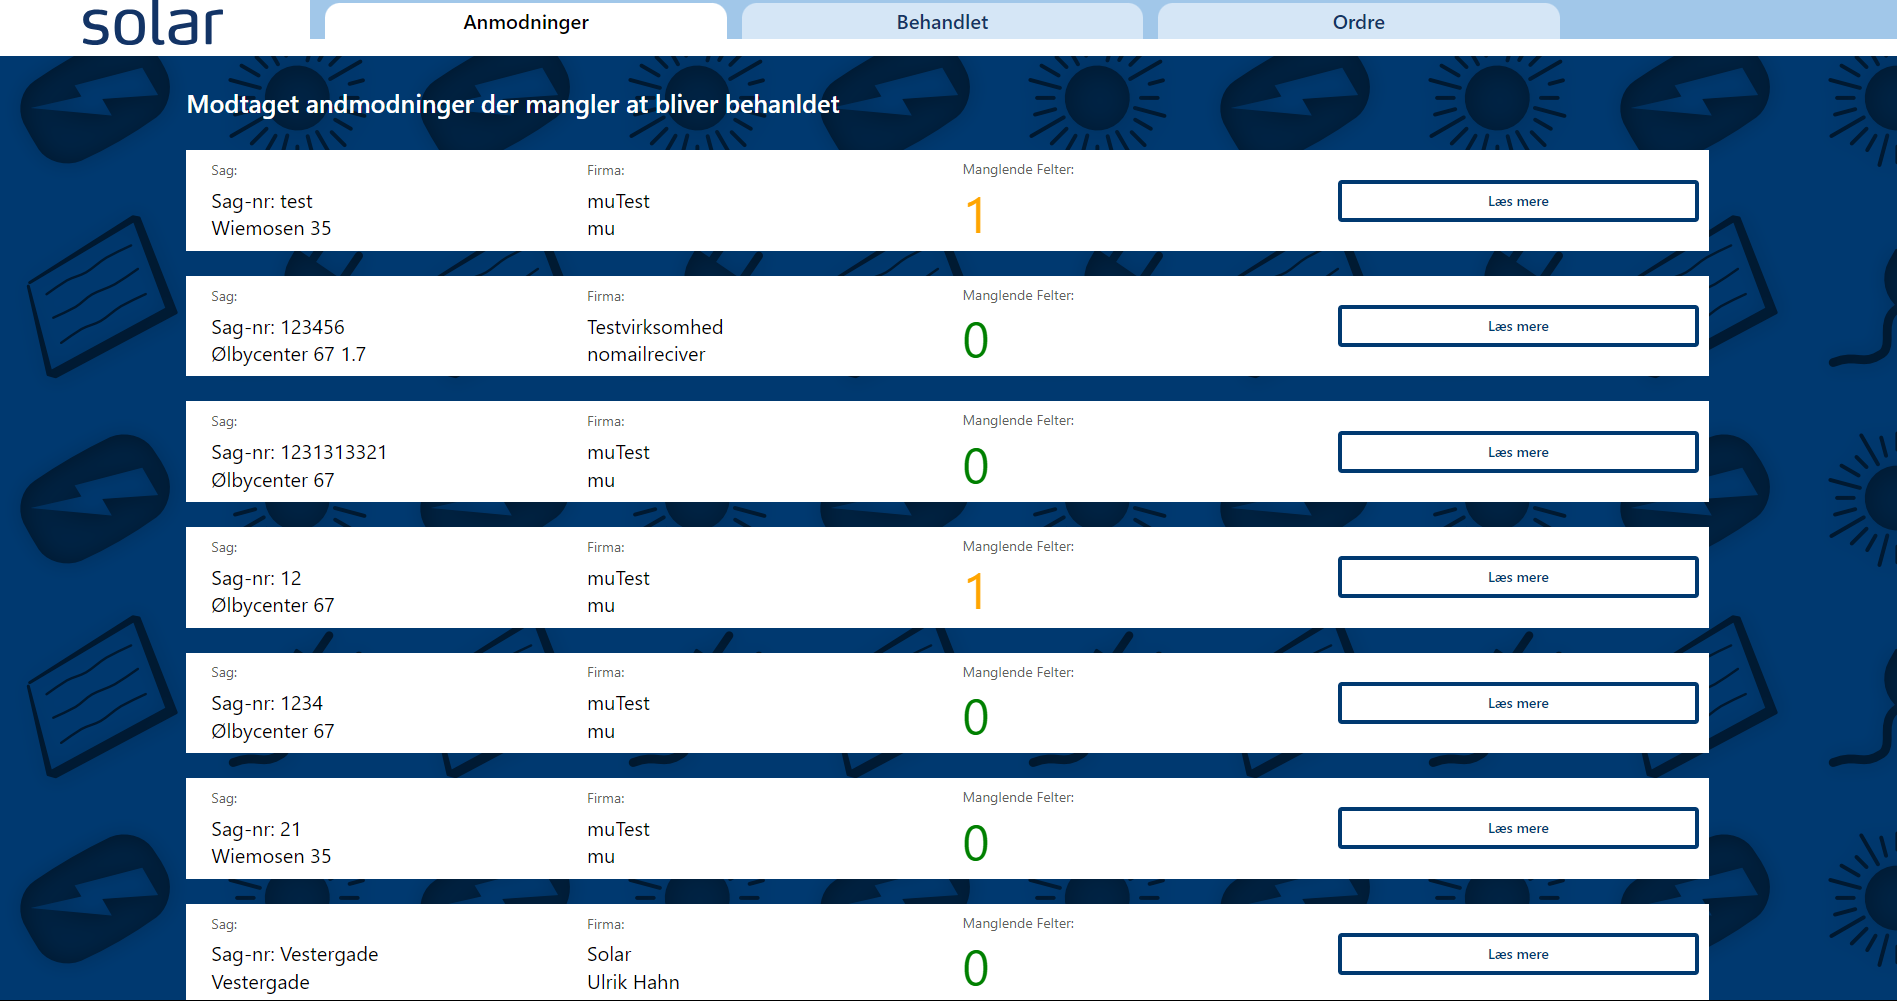 solar
Anmodninger
Behandlet
Ordre
Modtaget andmodninger der mangler at bliver behanldet
Sag:
Firma:
Manglende Felter:
Sag-nr: test
muTest
1
Læs mere
Wiemosen 35
mu
Sag:
Firma:
Manglende Felter:
Sag-nr: 123456
Testvirksomhed
0
Læs mere
Ølbycenter 67 1.7
nomailreciver
Sag:
Firma:
Manglende Felter:
Sag-nr: 1231313321
muTest
0
Læs mere
Ølbycenter 67
mu
Sag:
Firma:
Manglende Felter:
Sag-nr: 12
muTest
1
Læs mere
Ølbycenter 67
mu
Sag:
Firma:
Manglende Felter:
Sag-nr: 1234
muTest
0
Læs mere
Ølbycenter 67
mu
Sag:
Firma:
Manglende Felter:
Sag-nr: 21
muTest
0
Læs mere
Wiemosen 35
mu
Sag:
Firma:
Manglende Felter:
Sag-nr: Vestergade
Solar
0
Læs mere
Vestergade
Ulrik Hahn